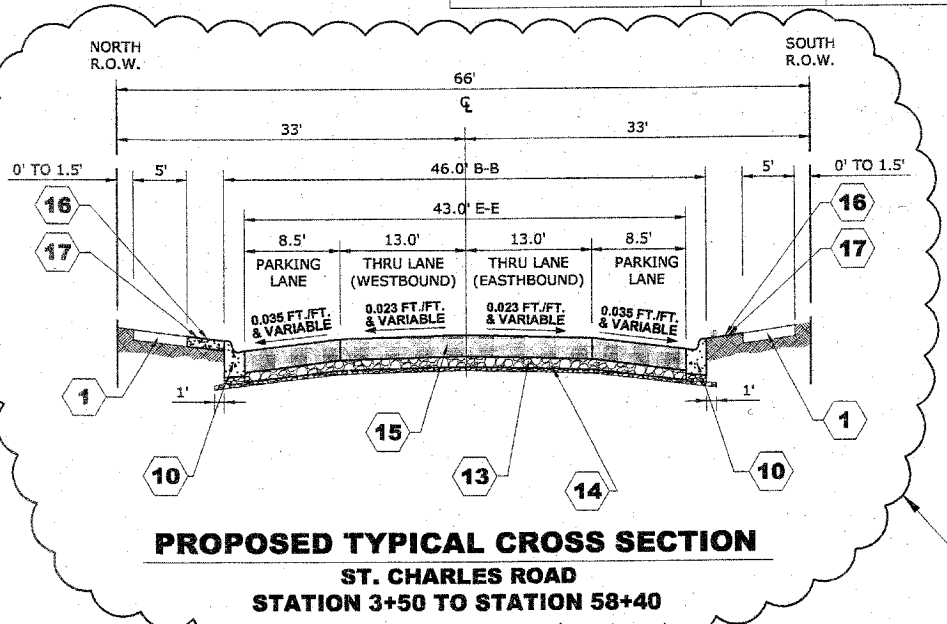 NORTH
R.O.W.
SOUTH
R.O.W.
66'
℄
33'
33'
0' TO 1.5'
5'
46.0' B-B
5'
0' TO 1.5'
16
16
43.0' E-E
17
17
8.5'
13.0'
13.0'
8.5'
PARKING
LANE
THRU LANE
(WESTBOUND)
THRU LANE
(EASTHBOUND)
PARKING
LANE
0.035 FT./FT.
& VARIABLE
0.023 FT./FT.
& VARIABLE
0.023 FT./FT.
& VARIABLE
0.035 FT./FT.
& VARIABLE
1
1'
1'
1
15
10
13
14
10
PROPOSED TYPICAL CROSS SECTION
ST. CHARLES ROAD
STATION 3+50 TO STATION 58+40